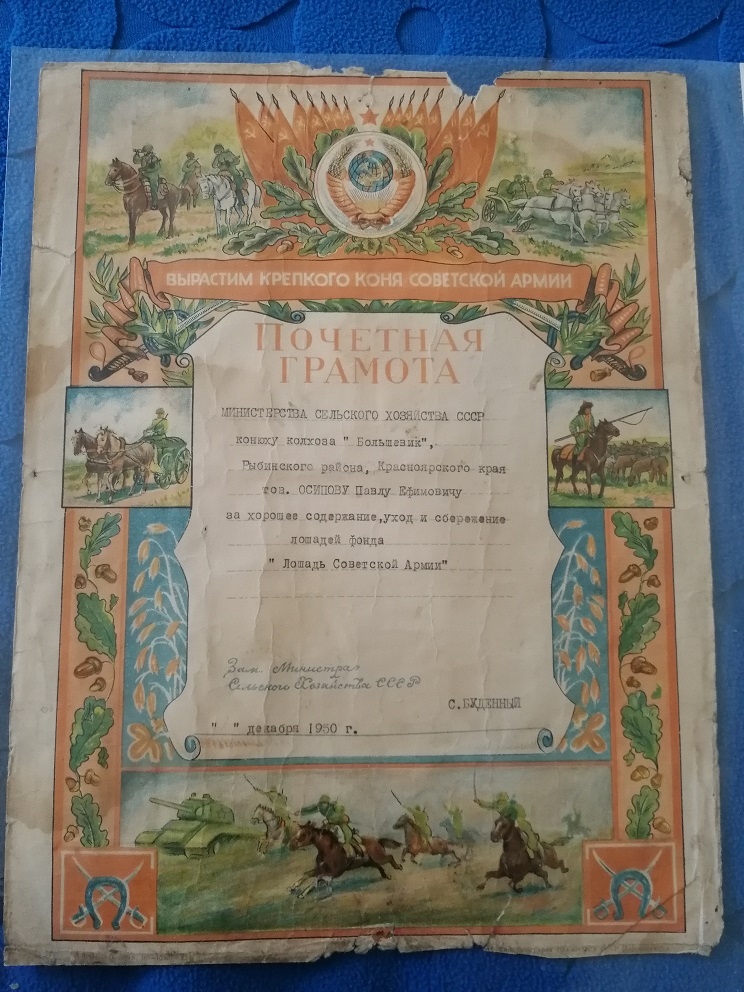 ВЫРАСТИМ КРЕПКОГО КОНЯ СОВЕТСКОЙ АРМИИ
ПОЧЕТНАЯ
ГРАМОТА
МИНИСТЕРСТВА СЕЛЬСКОГО ХОЗЯЙСТВА СССР
конюху колхоза " Большевик",
Рыбинского района, Красноярского края
тов. ОСИПОВУ Павлу Ефимовичу
за хорошее содержание,уход и сбережение
лошадей фонда
" Лошадь Советской Армии"
Зам. Министра
Сельского Хозяйства СССР
С.БУДЕННЫЙ
" " декабря 1950 г.